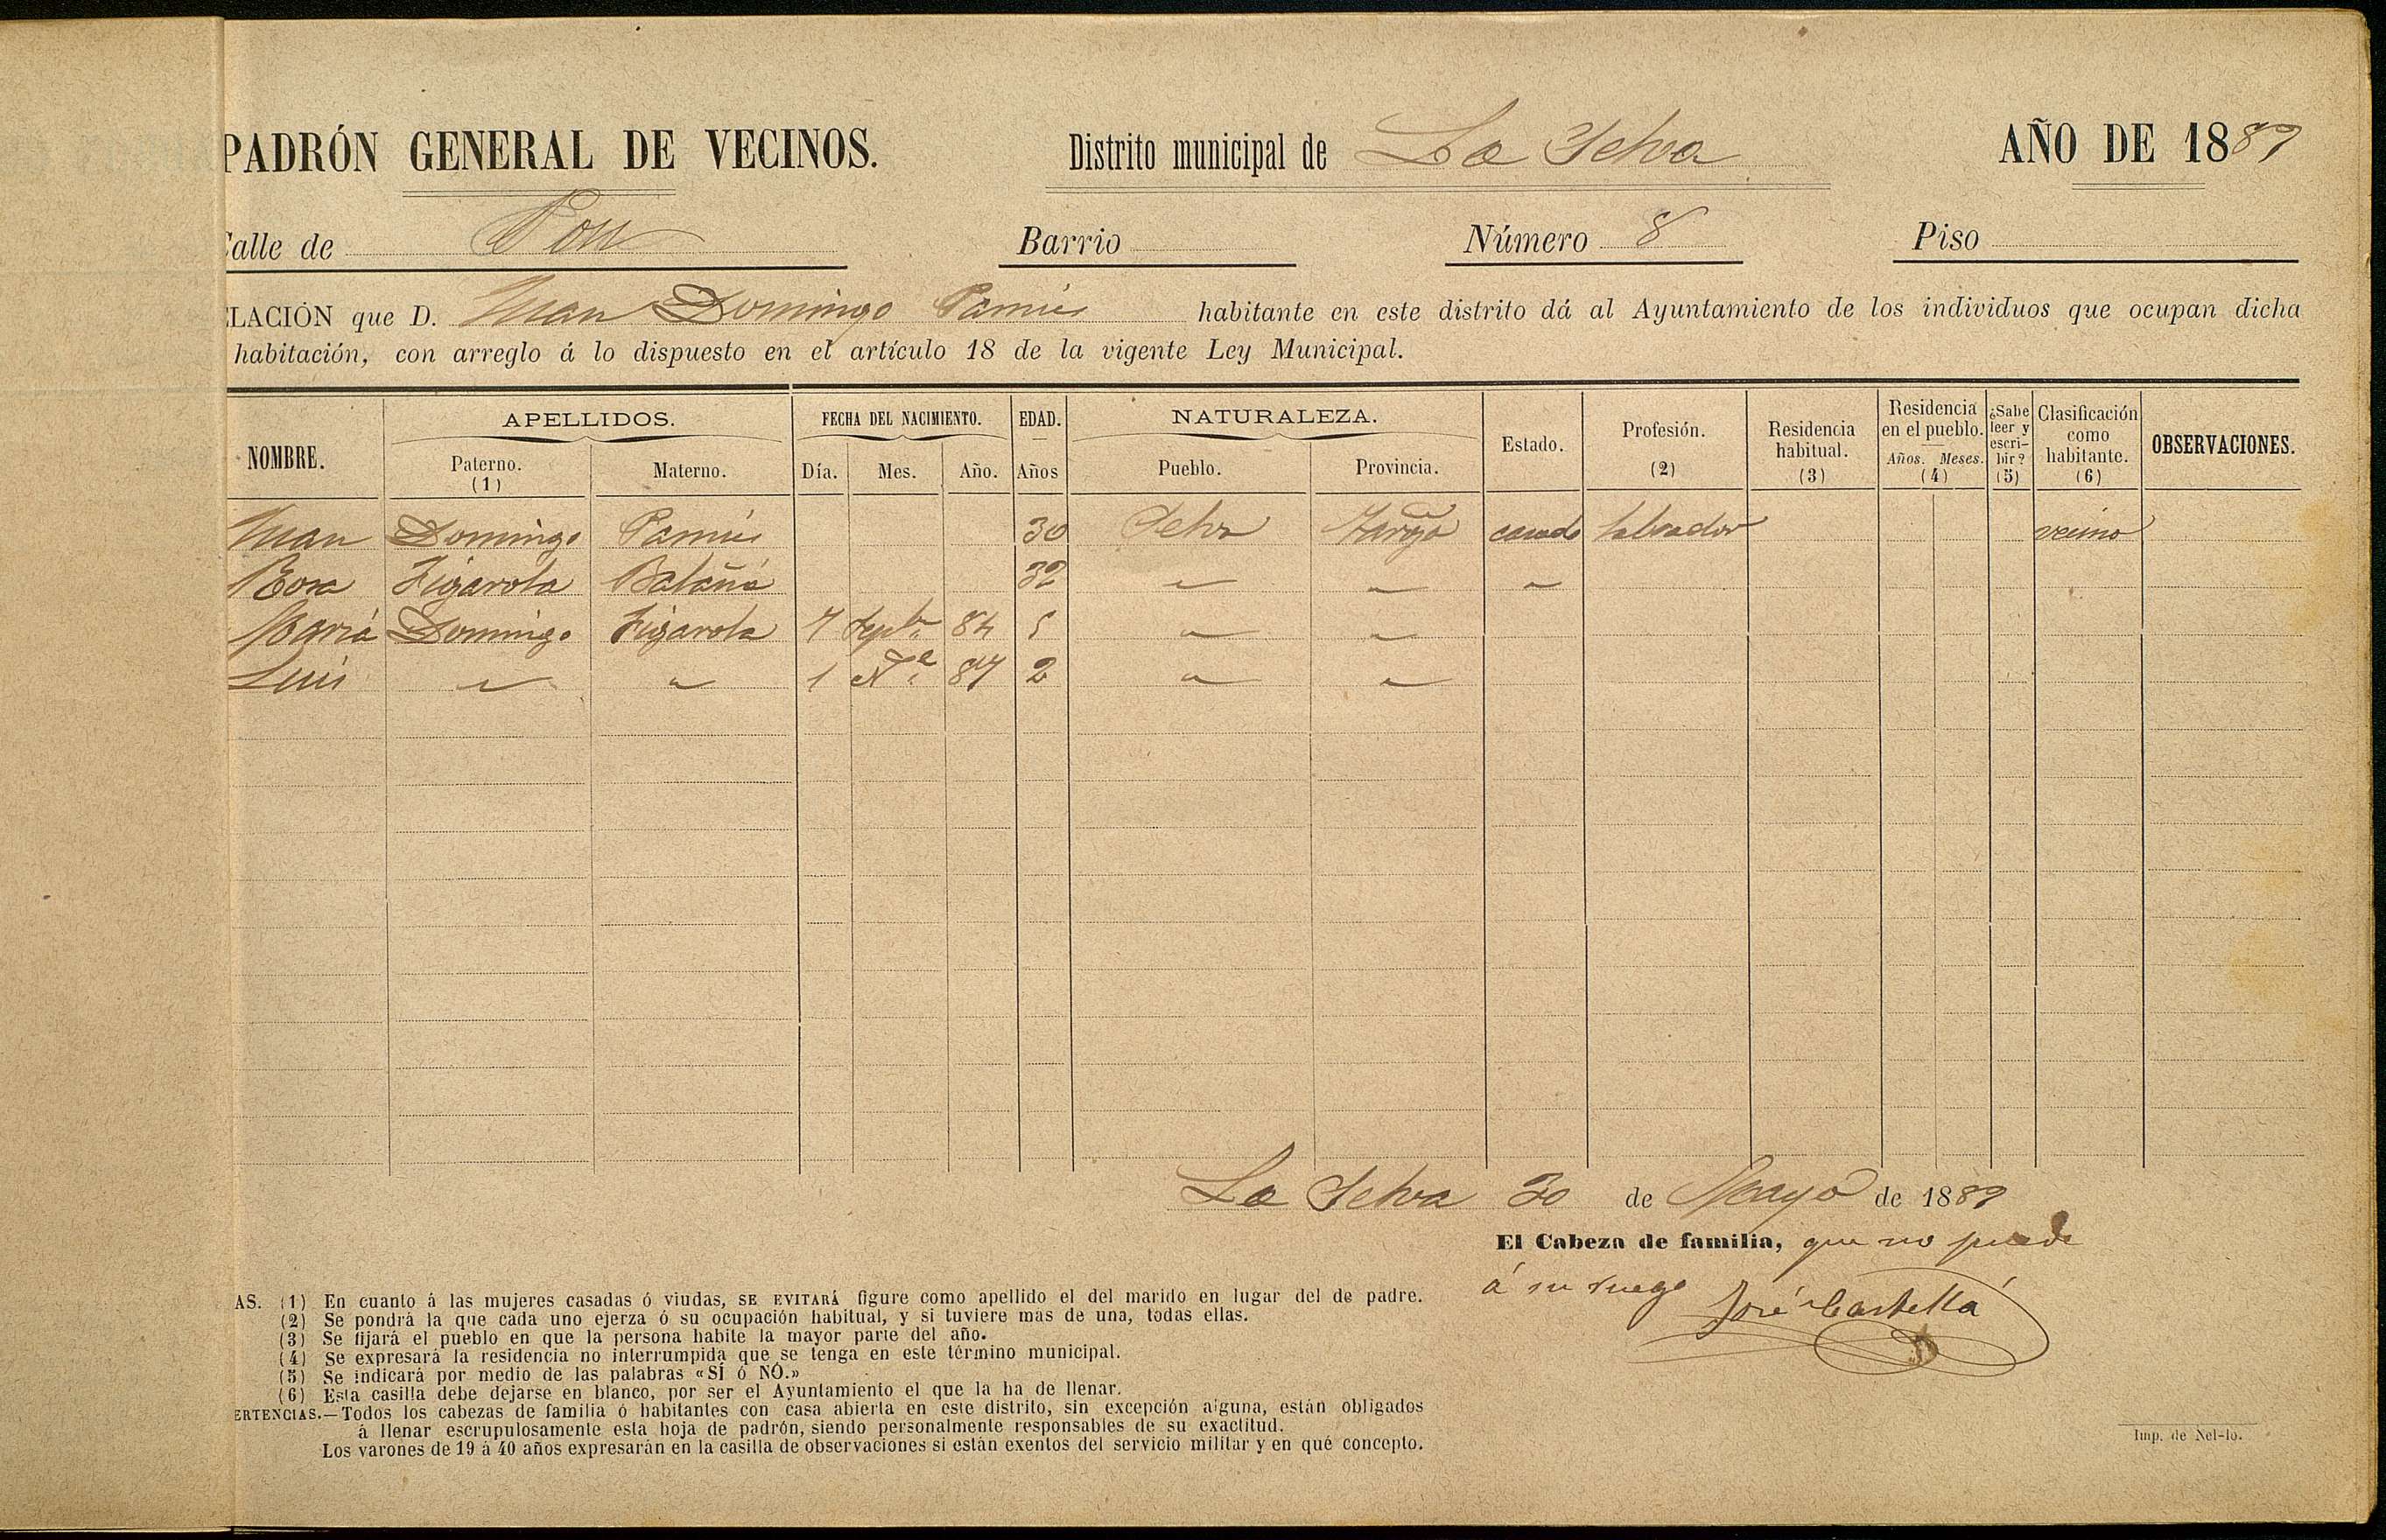 PADRÓN GENERAL DE VECINOS. Distrito municipal de La Selva AÑO DE 1889
Calle de Pou Barrio Número 8 Piso
ELACIÓN que D. Juan Domingo Pamies habitante en este distrito dá al Ayuntamiento de los individuos que ocupan dicha
habitación, con arreglo á lo dispuesto en el artículo 18 de la vigente Ley Municipal.
NOMBRE. APELLIDOS. FECHA DEL NACIMIENTO. EDAD. NATURALEZA. Estado. Profesión. (2) Residencia habitual. (3) Residencia en el pueblo. Años. Meses. (4) ¿Sabe leer y escribir? (5) Clasificación como habitante. (6) OBSERVACIONES.
Paterno. (1) Materno. Día. Mes. Año. Años Pueblo. Provincia.
Juan Domingo Pamies 30 Selva casado labrador vecino
Rosa Figarola Batañá 32 " " "
María Domingo Figarola 7 Septe. 84 5 " "
Luis " " 1 Ne. 87 2 " "
La Selva 30 de Mayo de 1889
El Cabeza de familia, que no puede
á su ruego José Castellá
AS. (1) En cuanto á las mujeres casadas ó viudas, SE EVITARÁ figure como apellido el del marido en lugar del de padre.
(2) Se pondrá la que cada uno ejerza ó su ocupación habitual, y si tuviere mas de una, todas ellas.
(3) Se fijará el pueblo en que la persona habite la mayor parte del año.
(4) Se expresará la residencia no interrumpida que se tenga en este término municipal.
(5) Se indicará por medio de las palabras «SÍ ó NÓ.»
(6) Esta casilla debe dejarse en blanco, por ser el Ayuntamiento el que la ha de llenar.
ERTENCIAS.—Todos los cabezas de familia ó habitantes con casa abierta en este distrito, sin excepción alguna, están obligados
á llenar escrupulosamente esta hoja de padrón, siendo personalmente responsables de su exactitud.
Los varones de 19 á 40 años expresarán en la casilla de observaciones si están exentos del servicio militar y en qué concepto.
Imp. de Nel-lo.